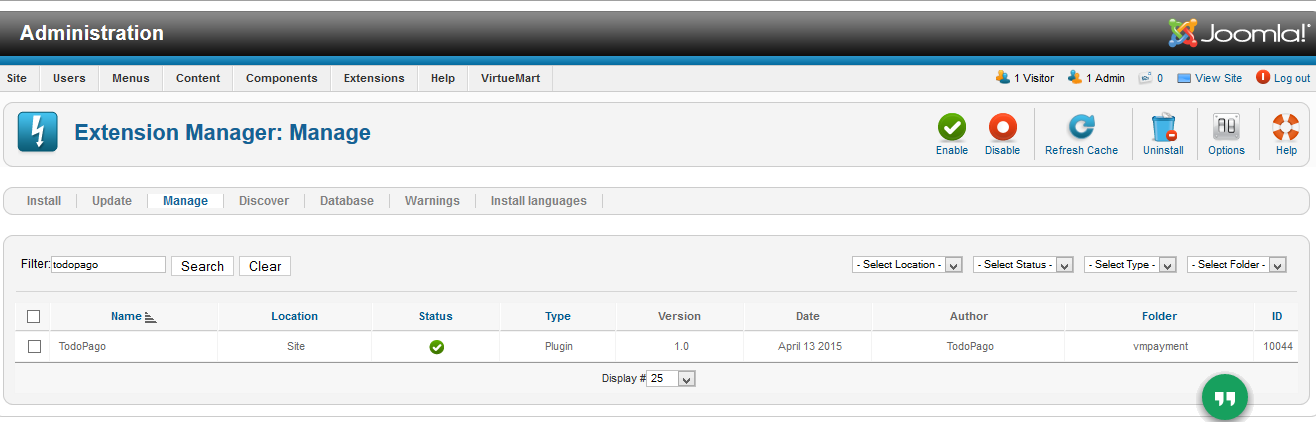 Administration Joomla!
Site Users Menus Content Components Extensions Help VirtueMart 1 Visitor 1 Admin 0 View Site Log out
Extension Manager: Manage
Enable Disable Refresh Cache Uninstall Options Help
Install Update Manage Discover Database Warnings Install languages
Filter: todopago Search Clear - Select Location - - Select Status - - Select Type - - Select Folder -
Name Location Status Type Version Date Author Folder ID
TodoPago Site Plugin 1.0 April 13 2015 TodoPago vmpayment 10044
Display # 25